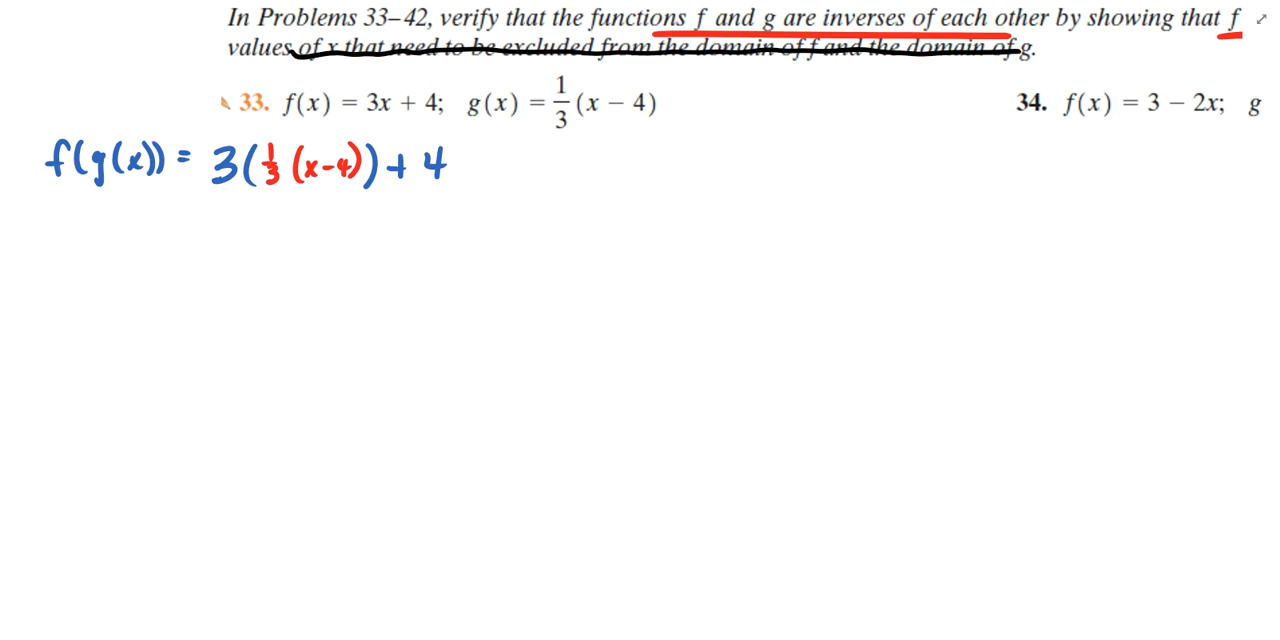 In Problems 33–42, verify that the functions f and g are inverses of each other by showing that f
values of x that need to be excluded from the domain of f and the domain of g.
33. f(x) = 3x + 4; g(x) = \frac{1}{3}(x − 4)
34. f(x) = 3 − 2x; g
f(g(x)) = 3(\frac{1}{3}(x-4)) + 4